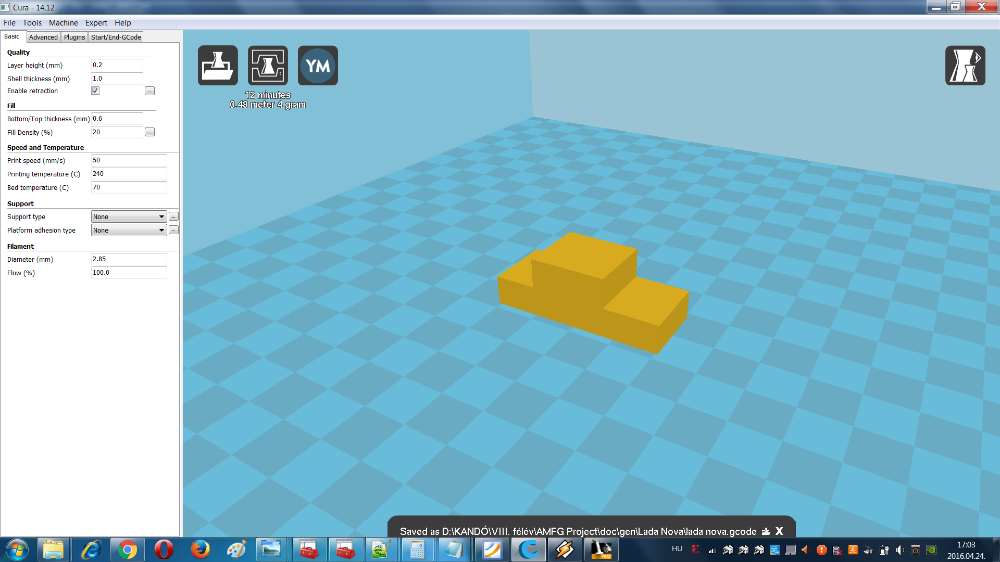 Cura - 14.12
File Tools Machine Expert Help
Basic Advanced Plugins Start/End-GCode
Quality
Layer height (mm) 0.2
Shell thickness (mm) 1.0
Enable retraction ...
Fill
Bottom/Top thickness (mm) 0.6
Fill Density (%) 20 ...
Speed and Temperature
Print speed (mm/s) 50
Printing temperature (C) 240
Bed temperature (C) 70
Support
Support type None ...
Platform adhesion type None ...
Filament
Diameter (mm) 2.85
Flow (%) 100.0
YM
12 minutes
0.48 meter 4 gram
Saved as D:\KANDÓ\VIII. félév\AMFG Project\doc\gen\Lada Nova\lada nova.gcode X
PRO
HU
17:03
2016.04.24.